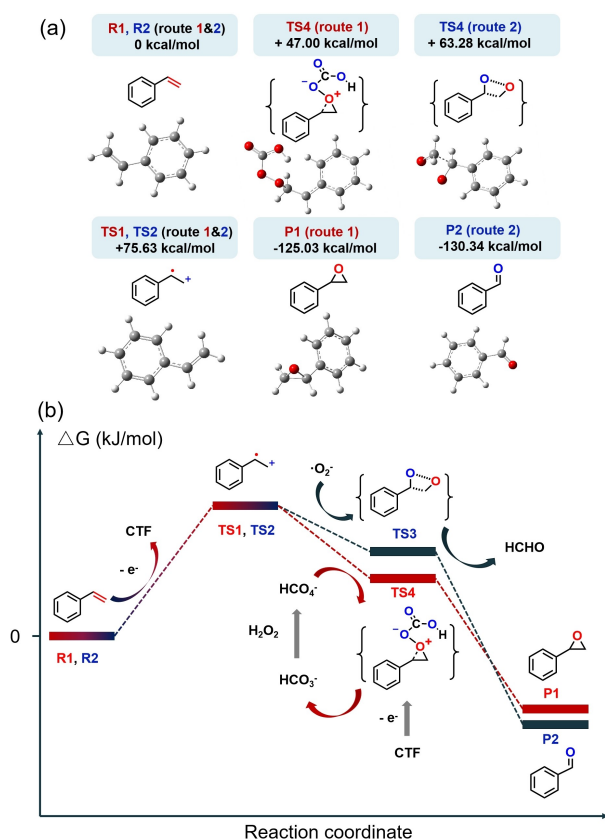 (a)
R1, R2 (route 1&2)
0 kcal/mol
TS4 (route 1)
+ 47.00 kcal/mol
TS4 (route 2)
+ 63.28 kcal/mol
O
C
O
H
−
O
O+
O
O
TS1, TS2 (route 1&2)
+75.63 kcal/mol
P1 (route 1)
-125.03 kcal/mol
P2 (route 2)
-130.34 kcal/mol
•
+
O
O
(b)
△G (kJ/mol)
•
+
·O₂⁻
O
O
CTF
TS1, TS2
TS3
HCHO
- e⁻
HCO₄⁻
TS4
O
C
O
H
−
O
O+
H₂O₂
0
R1, R2
HCO₃⁻
O
P1
- e⁻
CTF
P2
O
Reaction coordinate